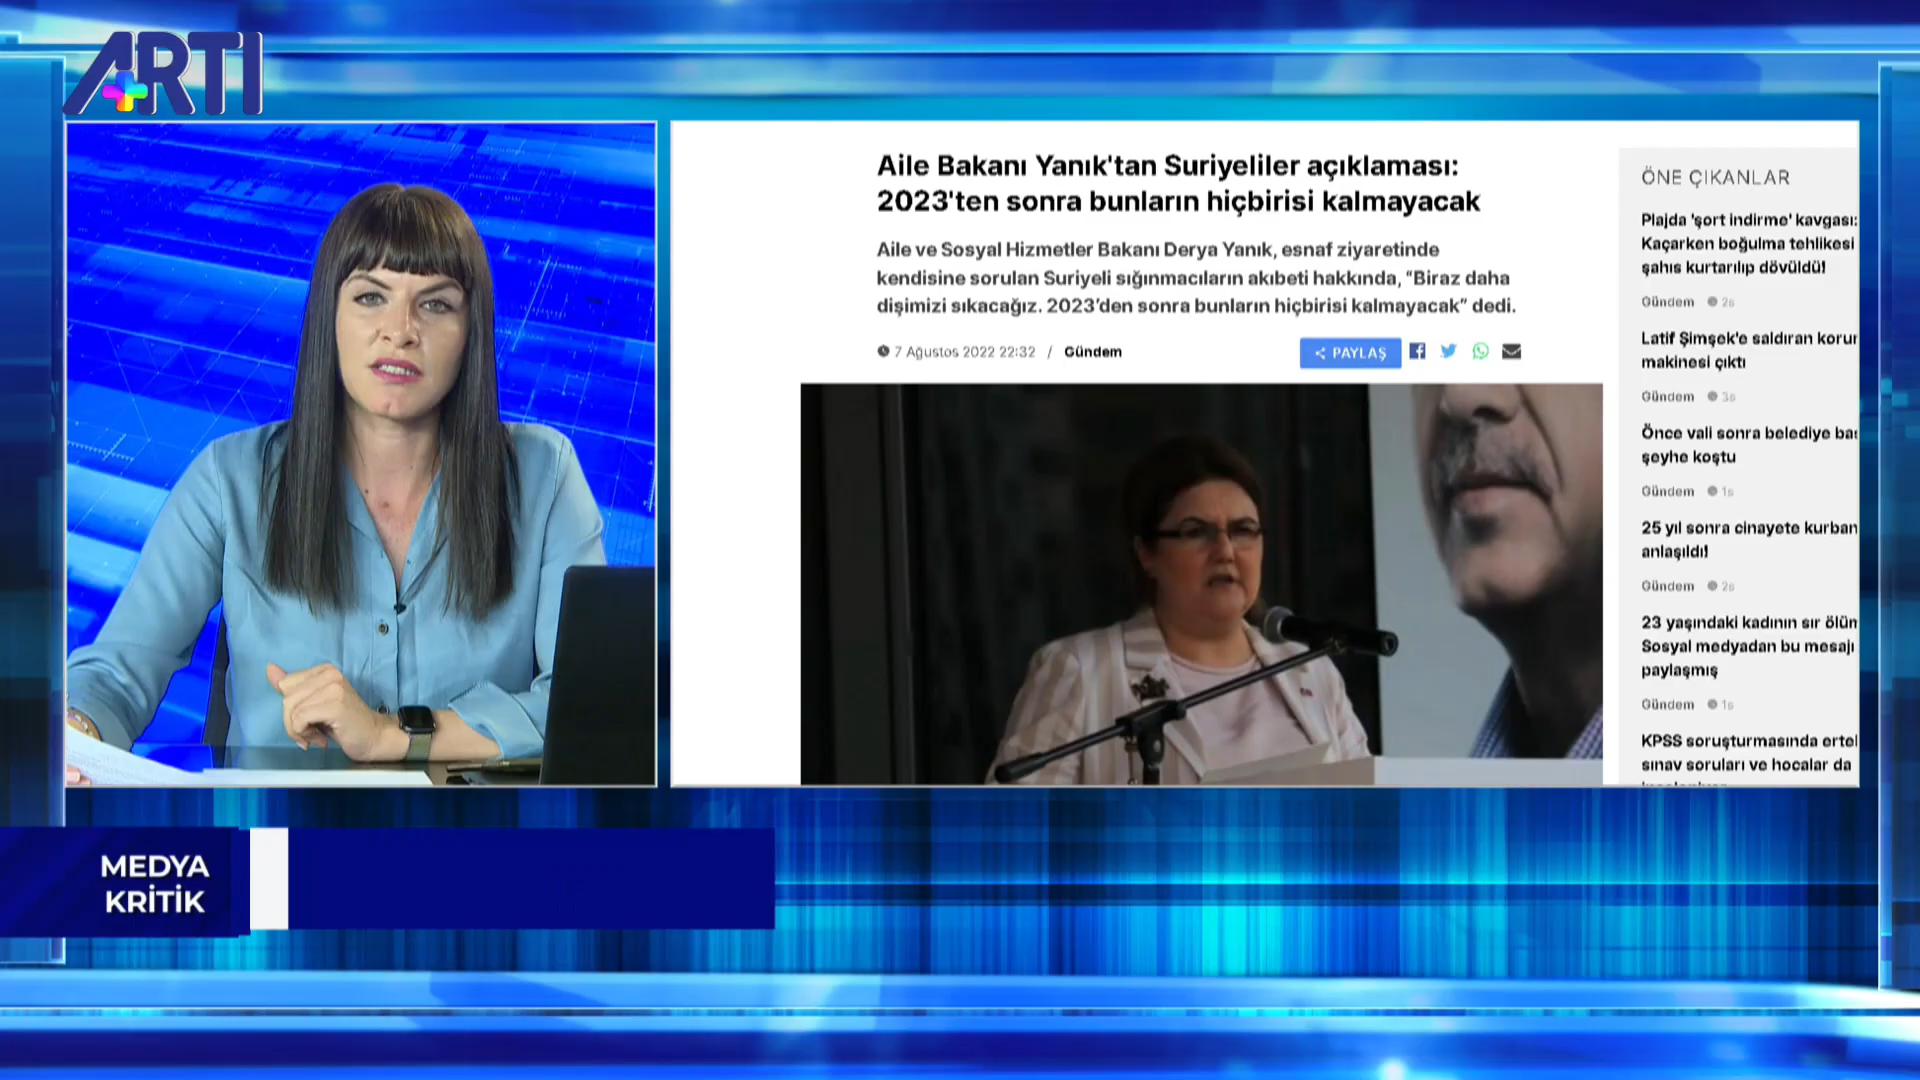 ARTI
Aile Bakanı Yanık'tan Suriyeliler açıklaması:
2023'ten sonra bunların hiçbirisi kalmayacak
Aile ve Sosyal Hizmetler Bakanı Derya Yanık, esnaf ziyaretinde
kendisine sorulan Suriyeli sığınmacıların akıbeti hakkında, “Biraz daha
dişimizi sıkacağız. 2023’den sonra bunların hiçbirisi kalmayacak” dedi.
7 Ağustos 2022 22:32 / Gündem
PAYLAŞ
ÖNE ÇIKANLAR
Plajda 'şort indirme' kavgası:
Kaçarken boğulma tehlikesi
şahıs kurtarılıp dövüldü!
Gündem 2s
Latif Şimşek'e saldıran
makinesi çıktı
Gündem 3s
Önce vali sonra belediye
şeyhe koştu
Gündem 1s
25 yıl sonra cinayete kurban
anlaşıldı!
Gündem 2s
23 yaşındaki kadının sır
Sosyal medyadan bu mesajı
paylaşmış
Gündem 1s
KPSS soruşturmasında
sınav soruları ve hocalar da
MEDYA
KRİTİK